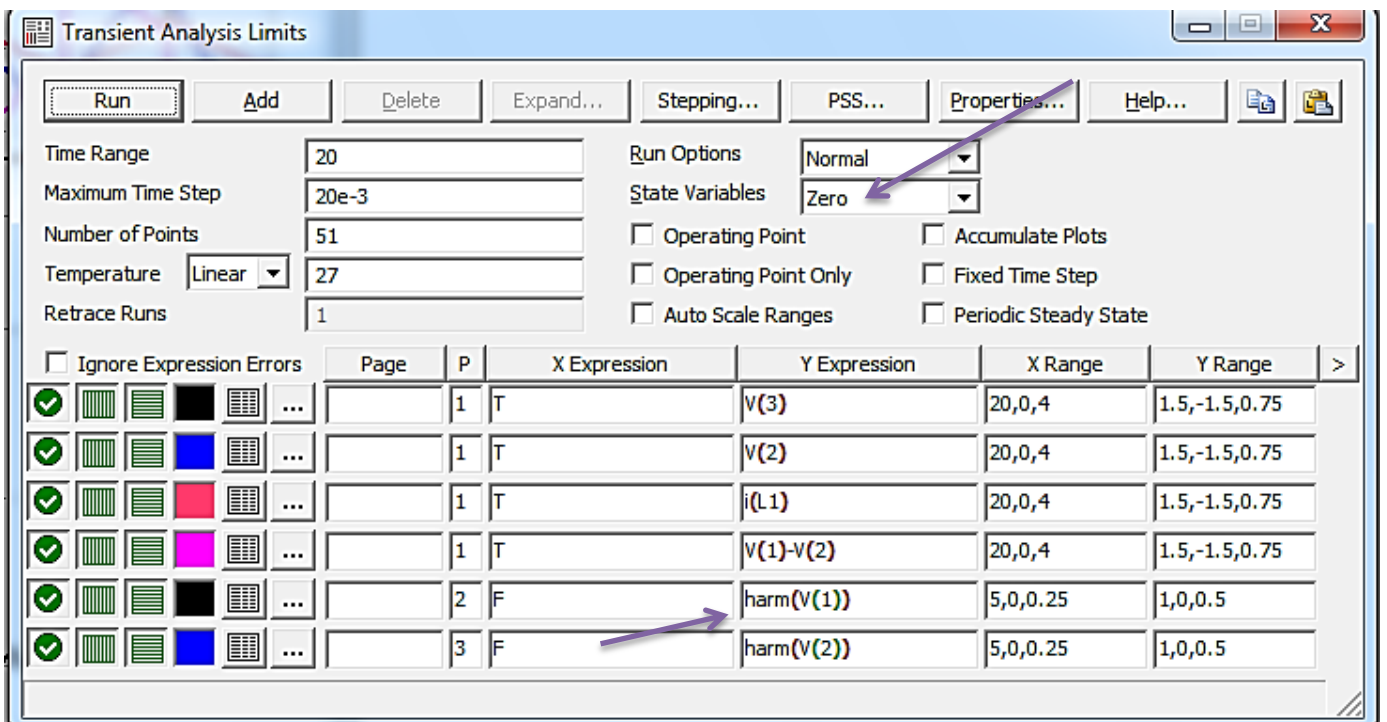 Transient Analysis Limits
Run Add Delete Expand... Stepping... PSS... Properties... Help...
Time Range 20 Run Options Normal
Maximum Time Step 20e-3 State Variables Zero
Number of Points 51 Operating Point Accumulate Plots
Temperature Linear 27 Operating Point Only Fixed Time Step
Retrace Runs 1 Auto Scale Ranges Periodic Steady State
Ignore Expression Errors Page P X Expression Y Expression X Range Y Range >
... 1 T V(3) 20,0,4 1.5,-1.5,0.75
... 1 T V(2) 20,0,4 1.5,-1.5,0.75
... 1 T i(L1) 20,0,4 1.5,-1.5,0.75
... 1 T V(1)-V(2) 20,0,4 1.5,-1.5,0.75
... 2 F harm(V(1)) 5,0,0.25 1,0,0.5
... 3 F harm(V(2)) 5,0,0.25 1,0,0.5